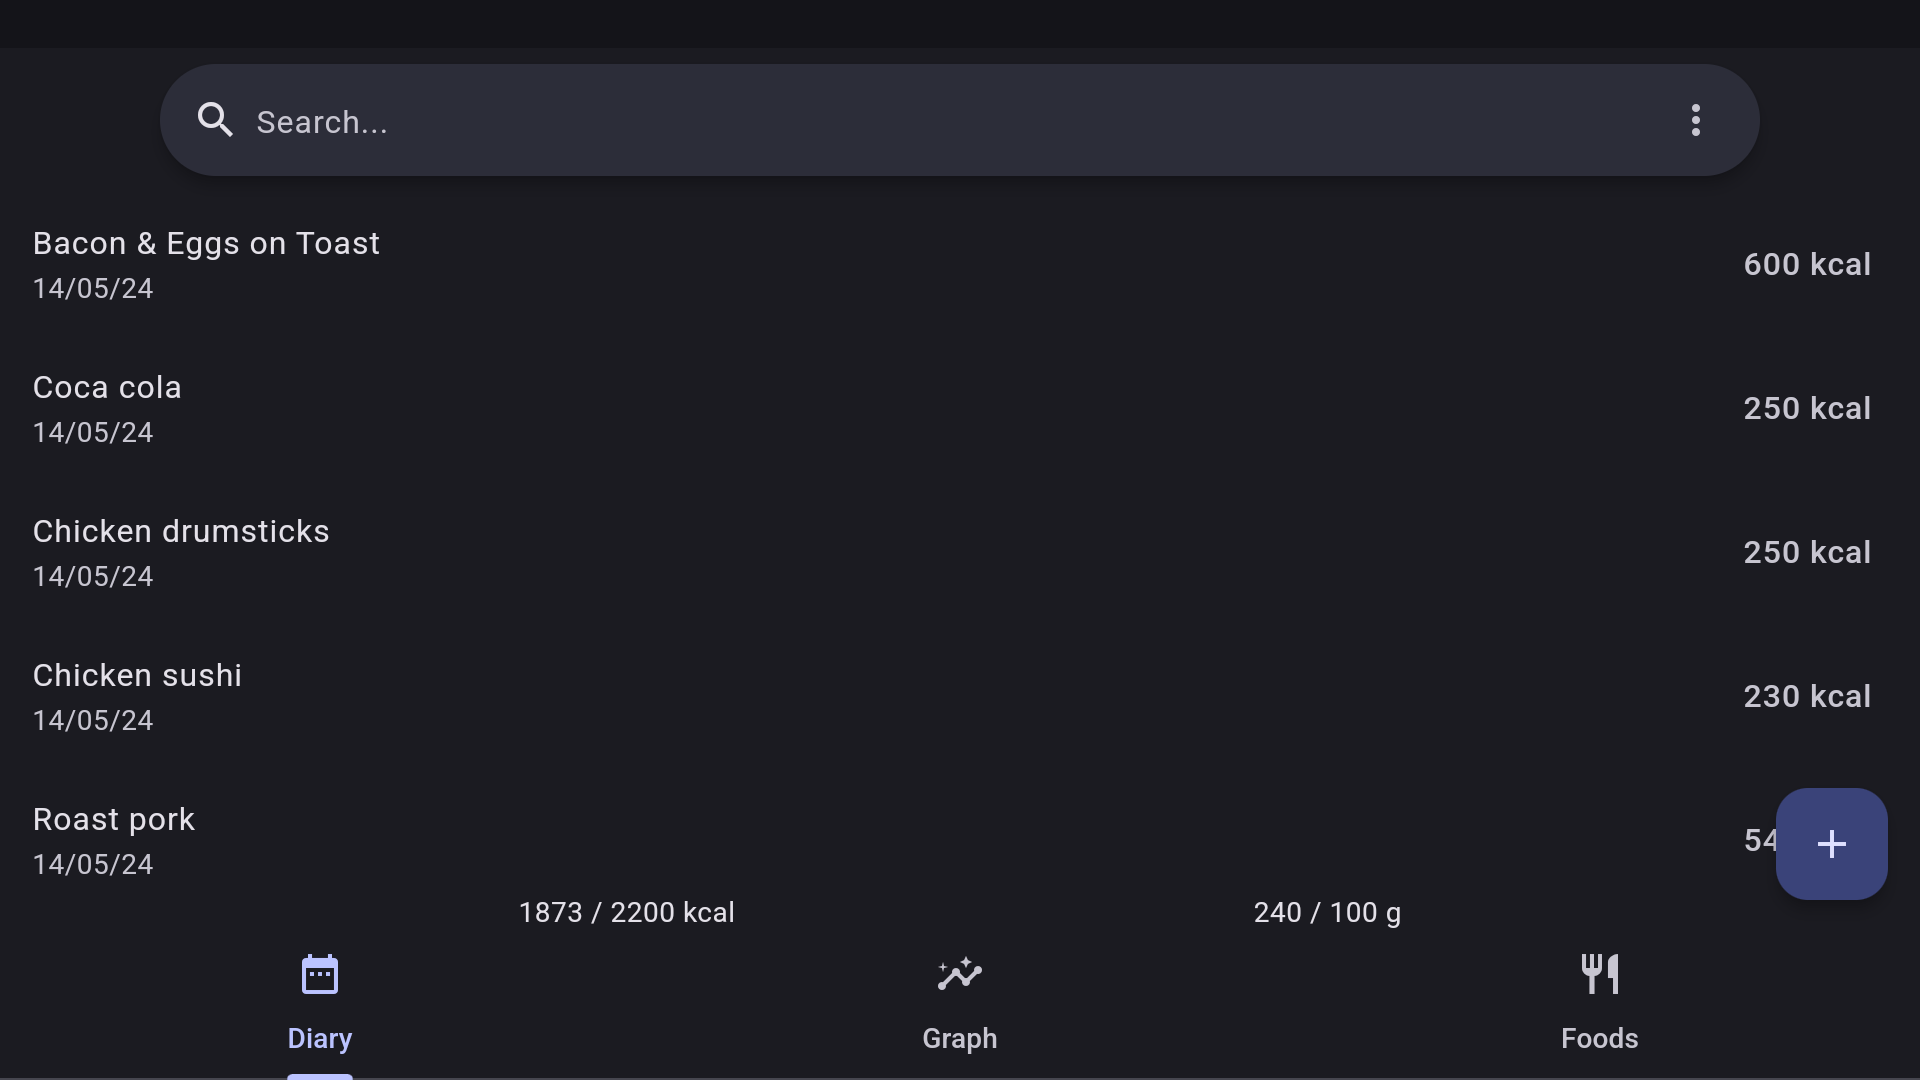 Search...
Bacon & Eggs on Toast
14/05/24
600 kcal
Coca cola
14/05/24
250 kcal
Chicken drumsticks
14/05/24
250 kcal
Chicken sushi
14/05/24
230 kcal
Roast pork
14/05/24
54
1873 / 2200 kcal
240 / 100 g
Diary
Graph
Foods